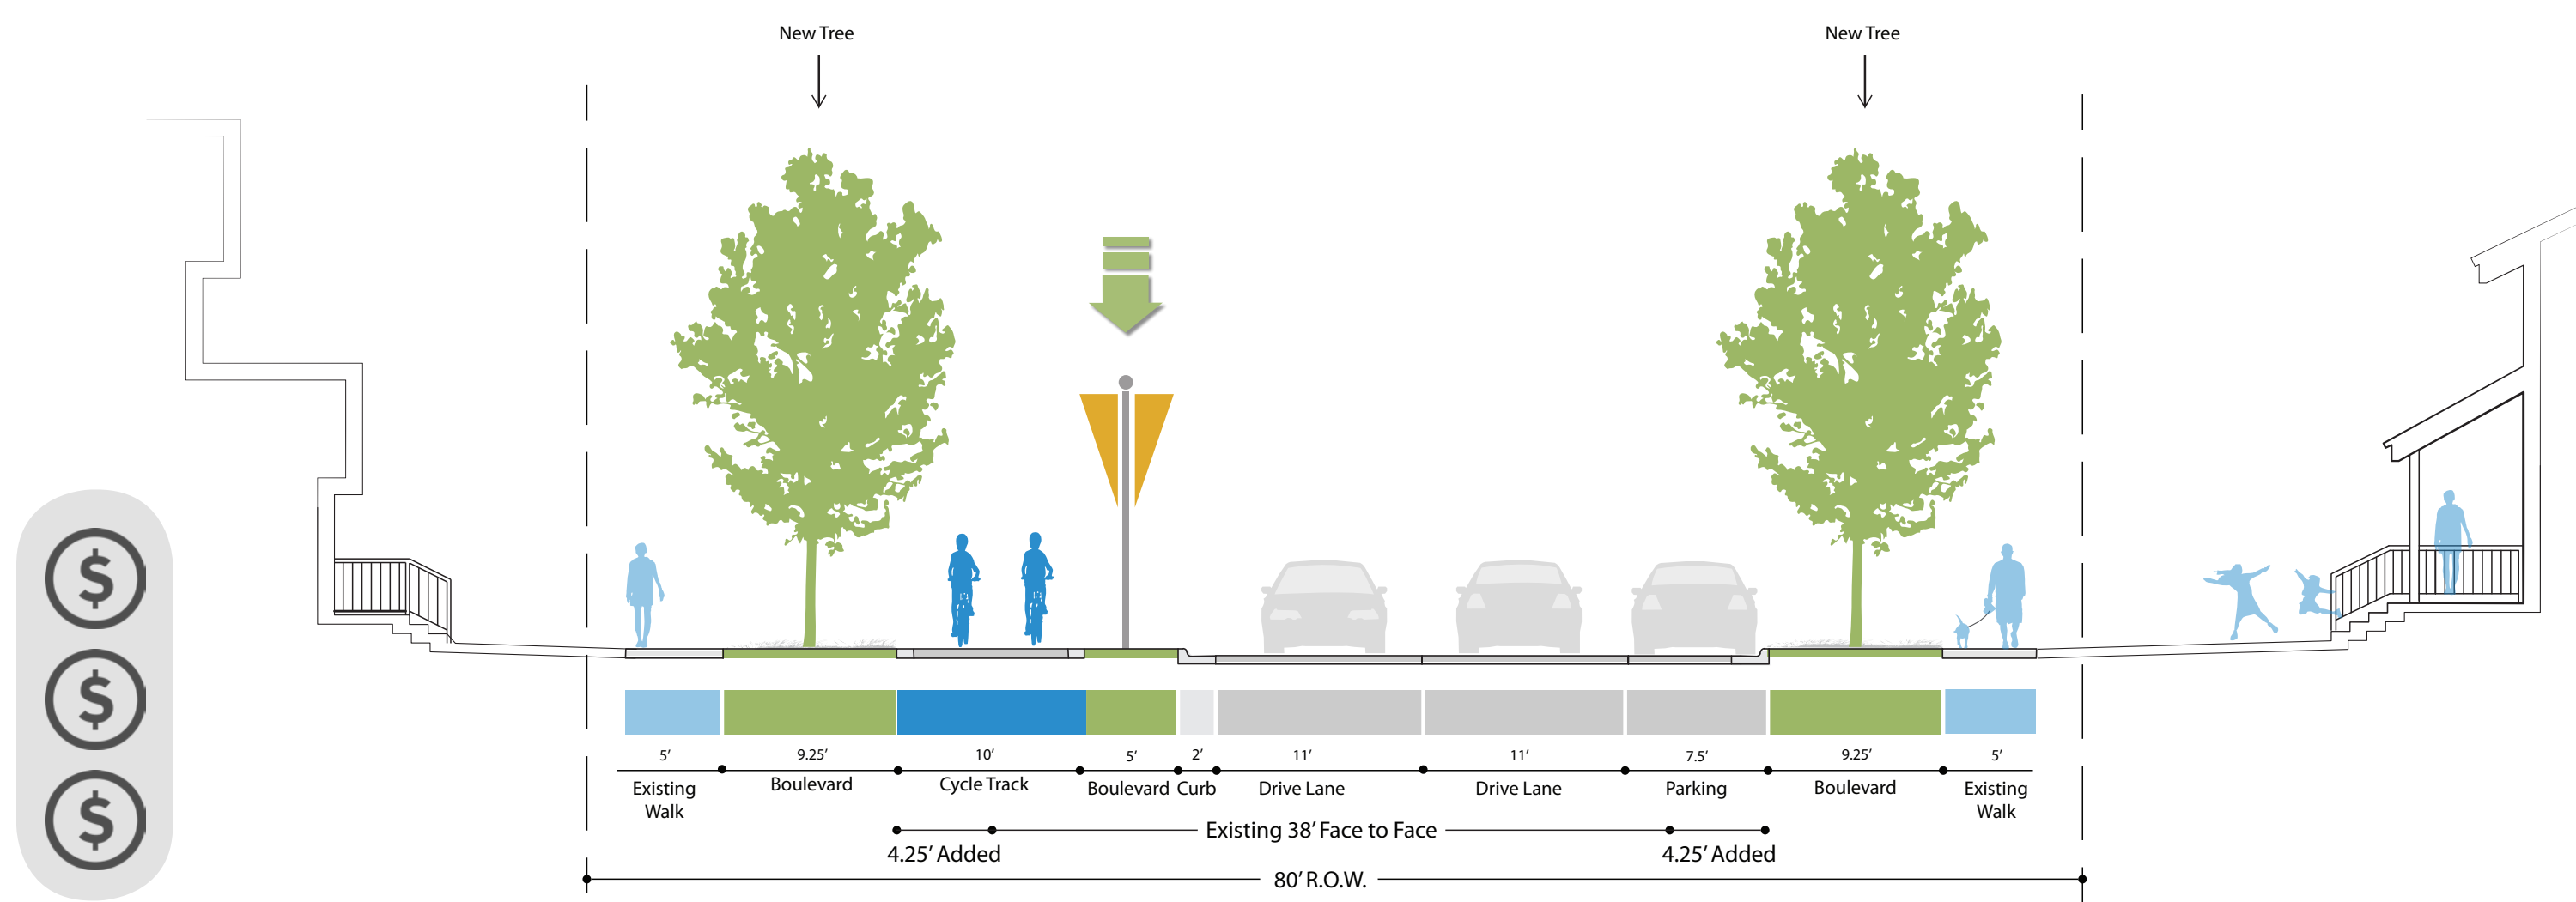 New Tree
New Tree
$
$
$
5’ 9.25’ 10’ 5’ 2’ 11’ 11’ 7.5’ 9.25’ 5’
Existing Walk
Boulevard
Cycle Track
Boulevard
Curb
Drive Lane
Drive Lane
Parking
Boulevard
Existing Walk
Existing 38’ Face to Face
4.25’ Added
4.25’ Added
80’ R.O.W.